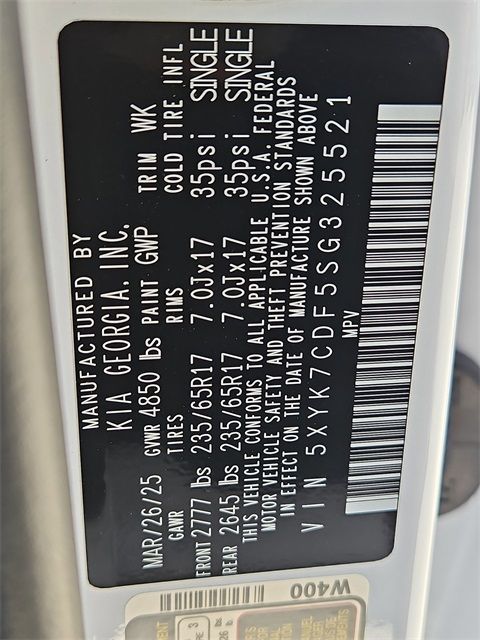 MANUFACTURED BY
KIA GEORGIA, INC.
MAR/26/25 GVWR 4850 lbs PAINT GWP TRIM WK
GAWR TIRES RIMS COLD TIRE INFL
FRONT 2777 lbs 235/65R17 7.0Jx17 35psi SINGLE
REAR 2645 lbs 235/65R17 7.0Jx17 35psi SINGLE
THIS VEHICLE CONFORMS TO ALL APPLICABLE U.S.A. FEDERAL
MOTOR VEHICLE SAFETY AND THEFT PREVENTION STANDARDS
IN EFFECT ON THE DATE OF MANUFACTURE SHOWN ABOVE
VIN 5XYK7CDF5SG325521
MPV
W400